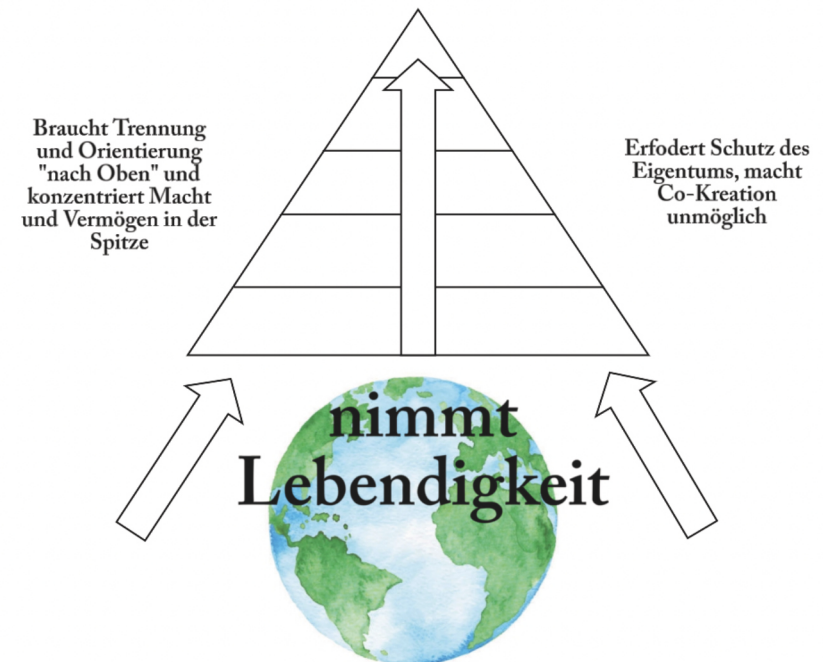 Braucht Trennung
und Orientierung
"nach Oben" und
konzentriert Macht
und Vermögen in der
Spitze
Erfodert Schutz des
Eigentums, macht
Co-Kreation
unmöglich
nimmt
Lebendigkeit